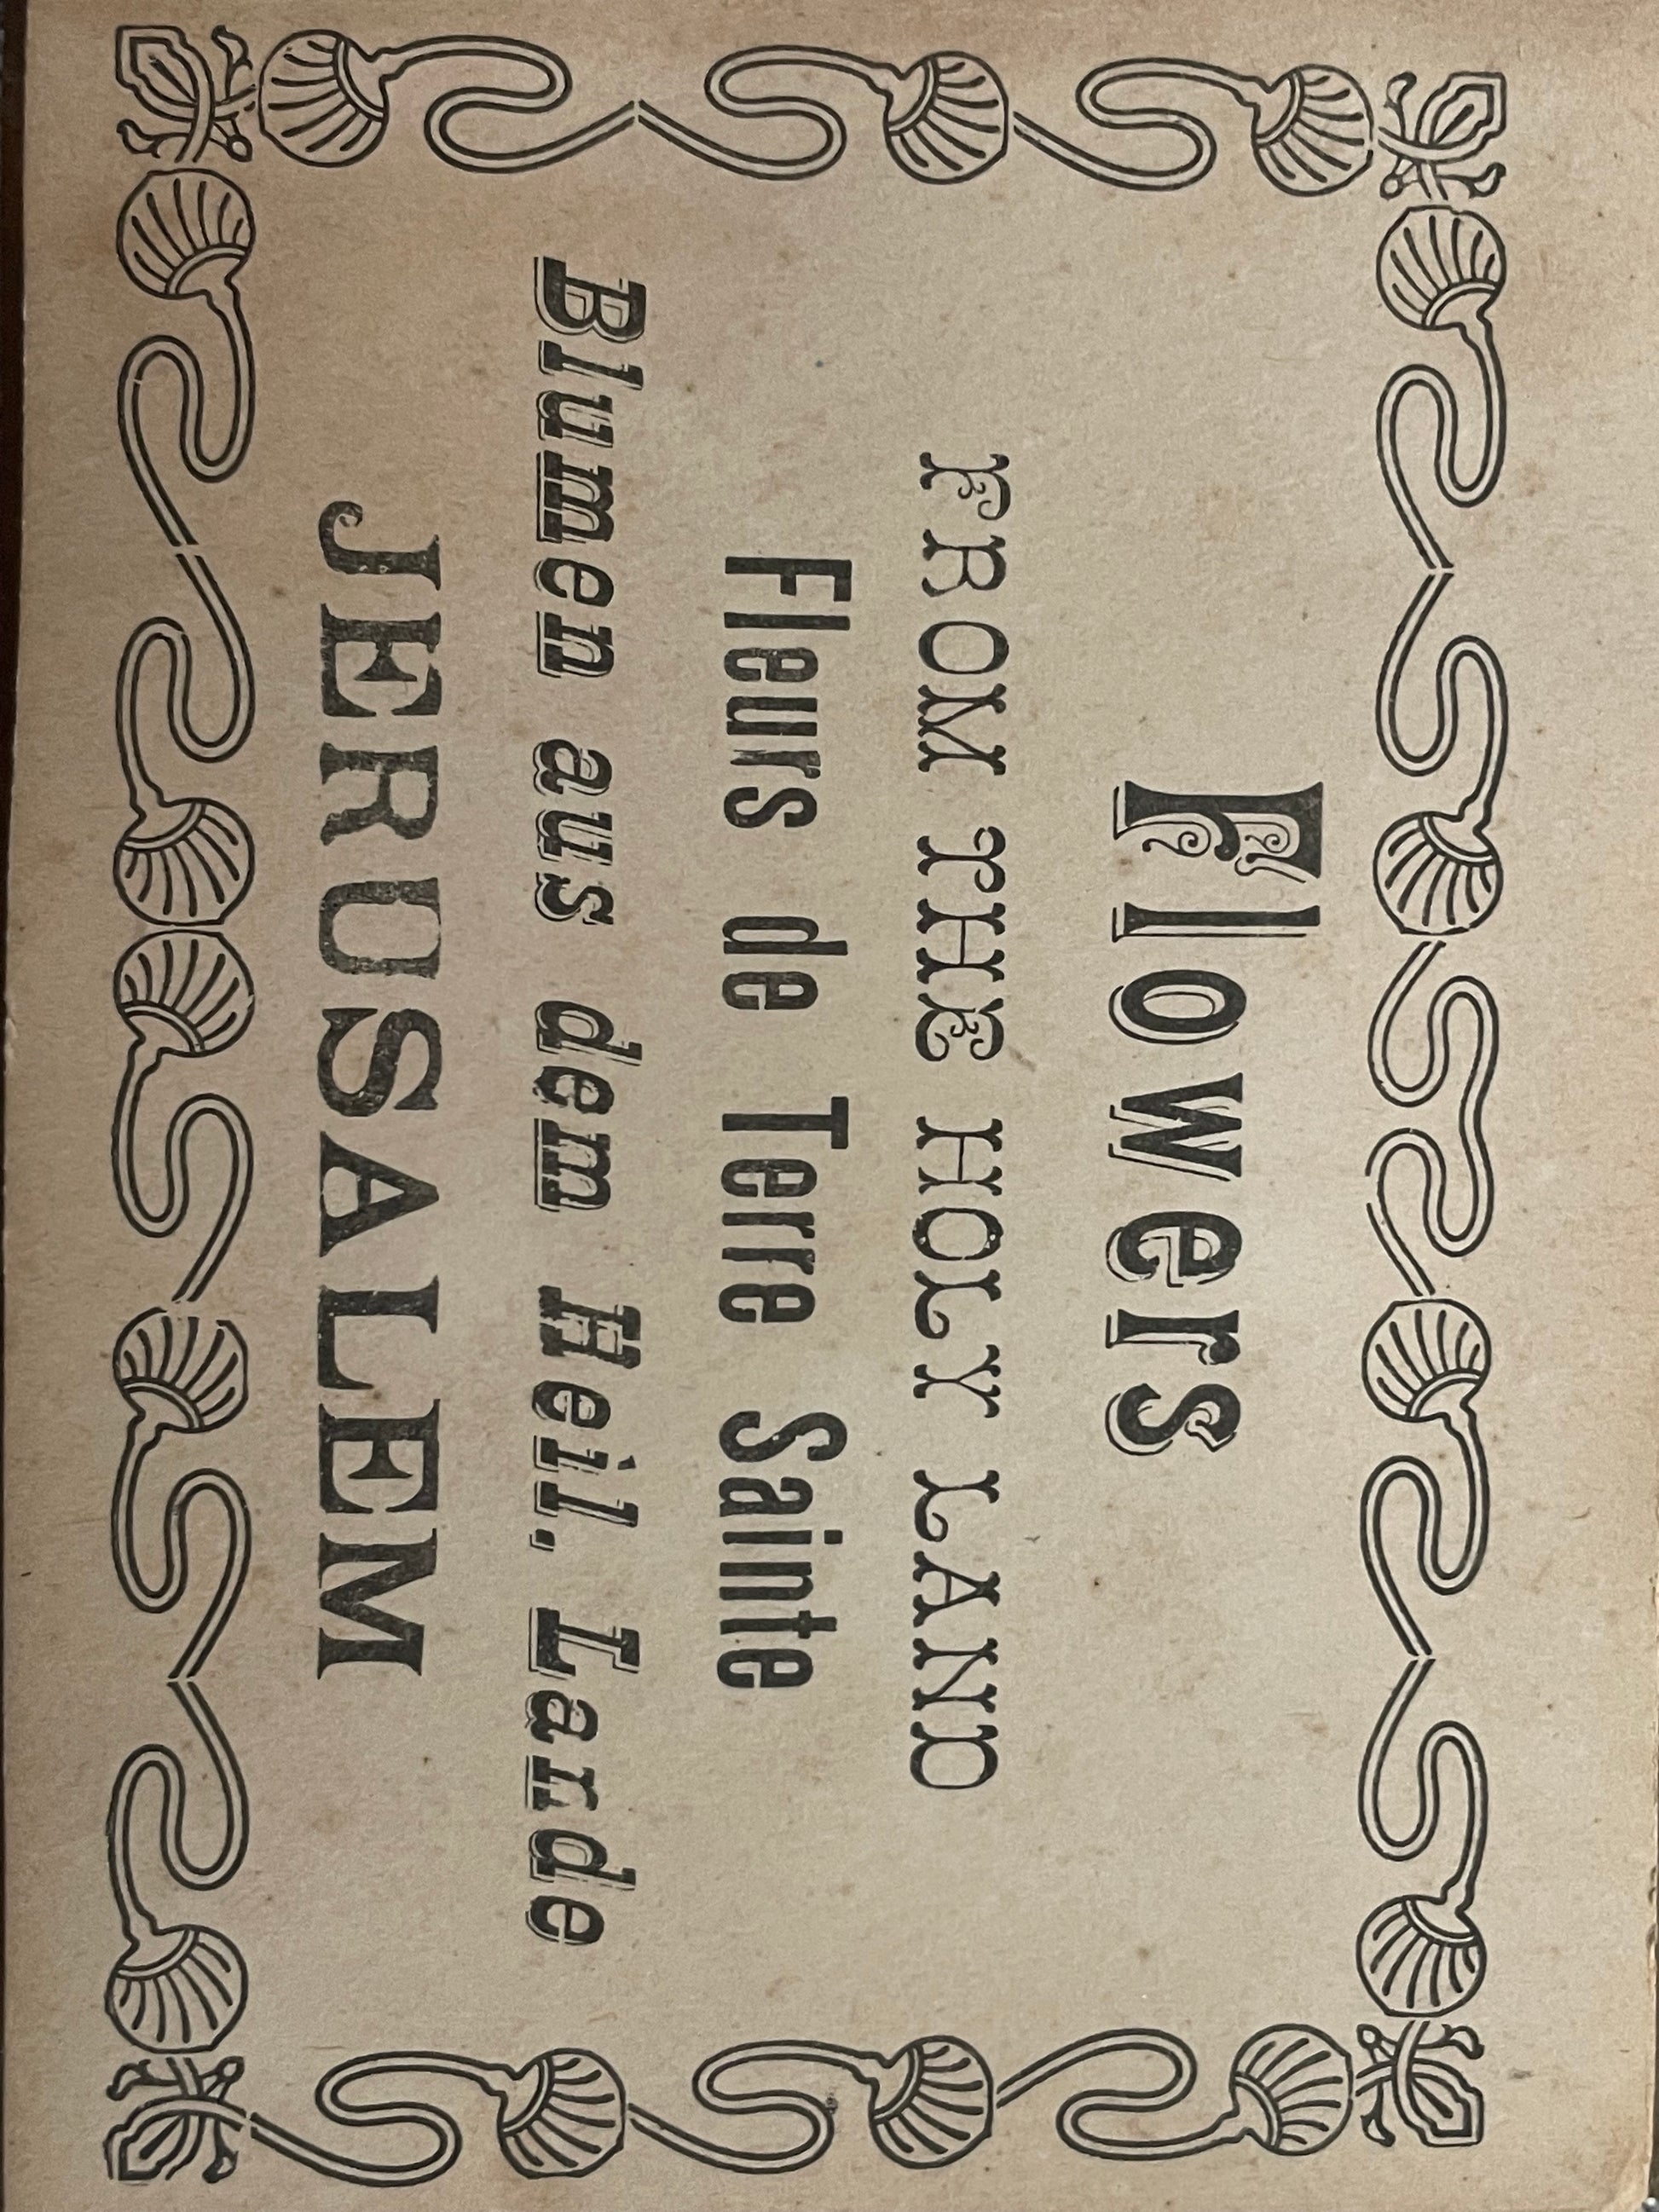 Flowers
FROM THE HOLY LAND
Fleurs de Terre Sainte
Blumen aus dem Heil. Lande
JERUSALEM